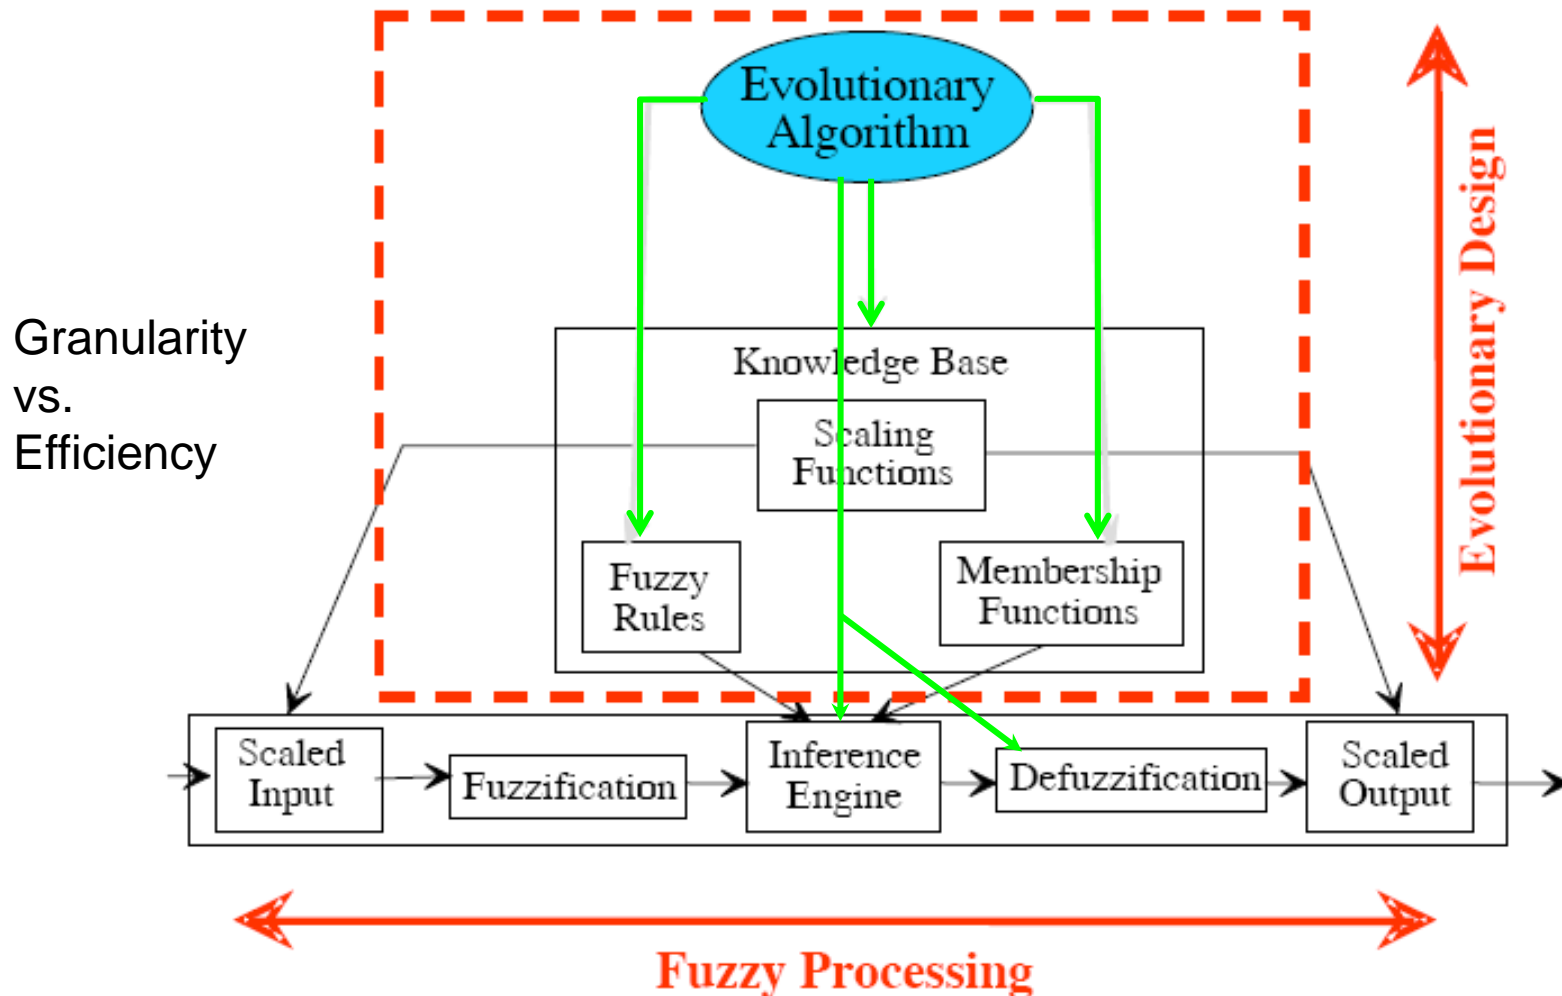 Evolutionary
Algorithm
Granularity
vs.
Efficiency
Knowledge Base
Scaling
Functions
Fuzzy
Rules
Membership
Functions
Evolutionary Design
Scaled
Input
Fuzzification
Inference
Engine
Defuzzification
Scaled
Output
Fuzzy Processing